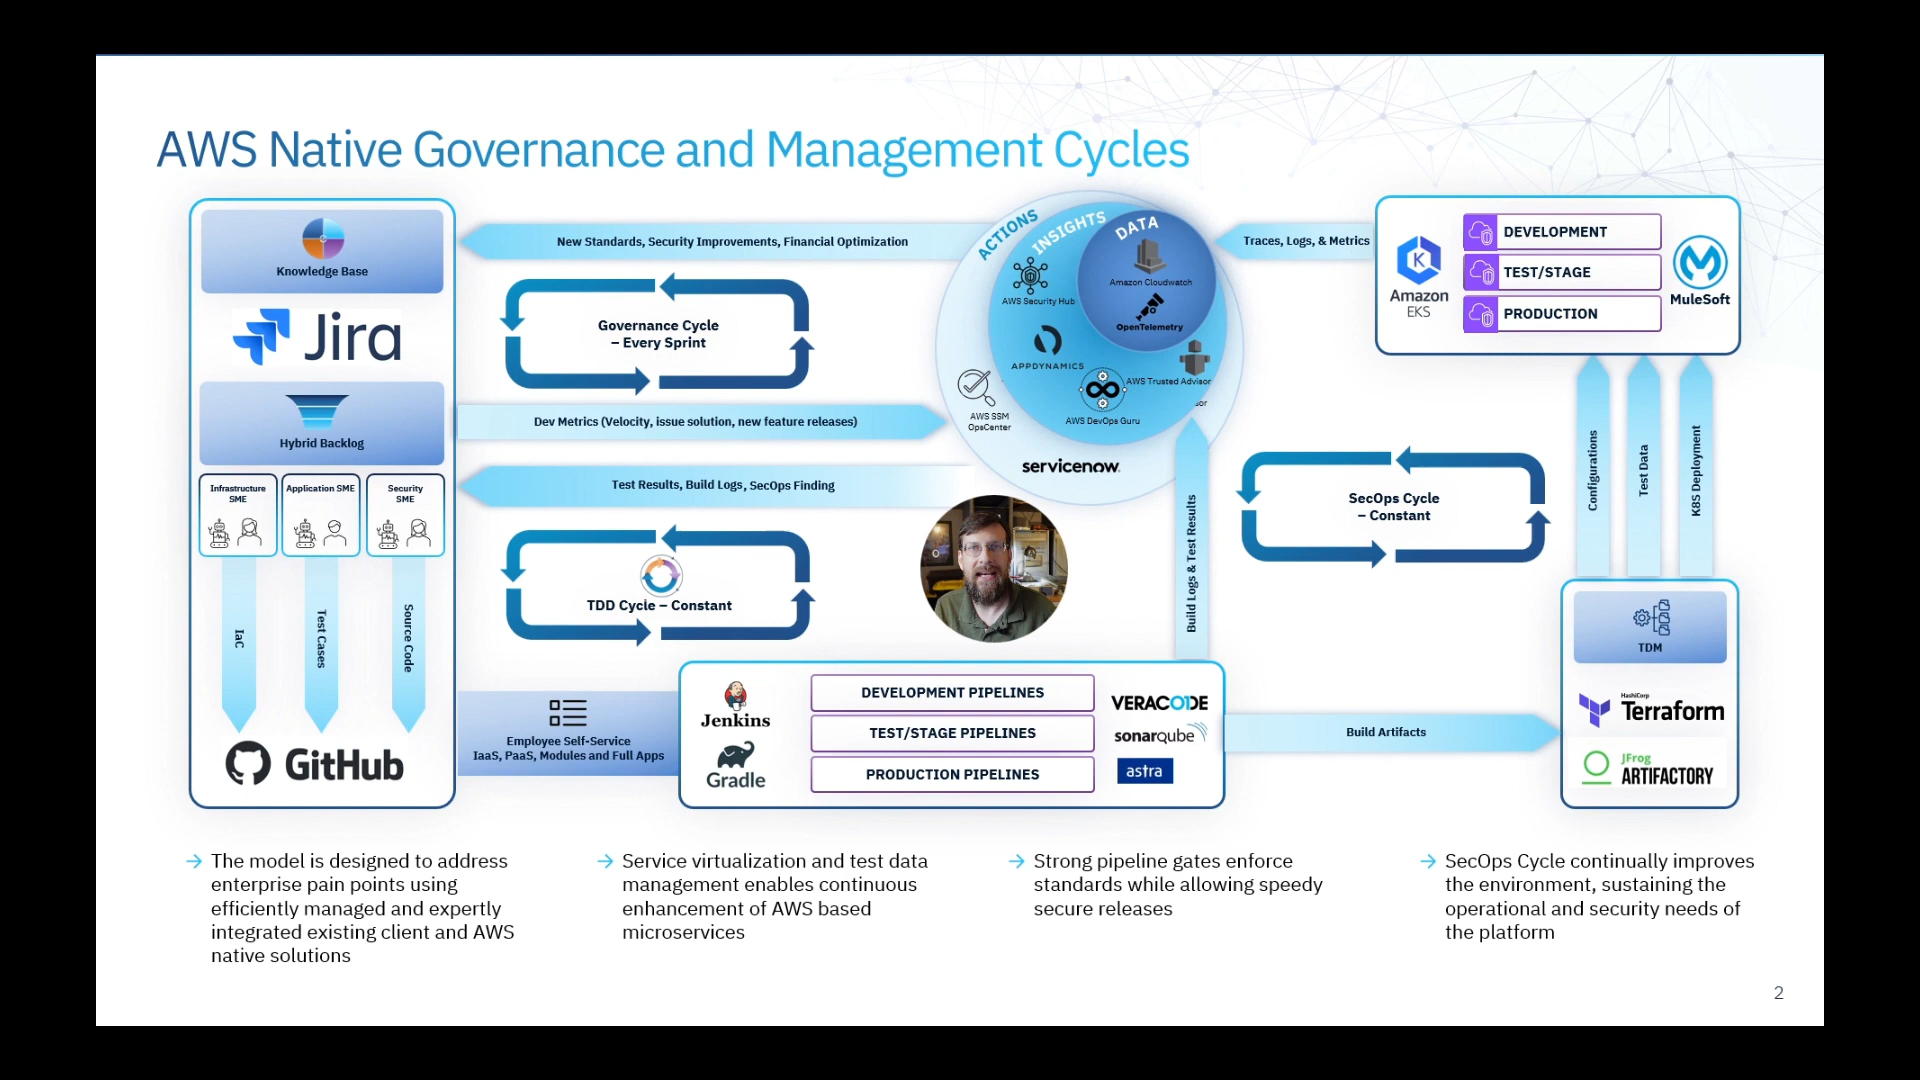 AWS Native Governance and Management Cycles
Knowledge Base
Jira
Hybrid Backlog
Infrastructure
SME
Application SME
Security
SME
IaC
Test Cases
Source Code
GitHub
New Standards, Security Improvements, Financial Optimization
Governance Cycle
– Every Sprint
Dev Metrics (Velocity, issue solution, new feature releases)
Test Results, Build Logs, SecOps Finding
TDD Cycle – Constant
Employee Self-Service
IaaS, PaaS, Modules and Full Apps
ACTIONS
INSIGHTS
DATA
Amazon Cloudwatch
OpenTelemetry
AWS Security Hub
APPDYNAMICS
AWS Trusted Advisor
sor
AWS DevOps Guru
AWS SSM
OpsCenter
servicenow
Build Logs & Test Results
Jenkins
Gradle
DEVELOPMENT PIPELINES
TEST/STAGE PIPELINES
PRODUCTION PIPELINES
VERACODE
sonarqube
astra
Traces, Logs, & Metrics
Amazon
EKS
DEVELOPMENT
TEST/STAGE
PRODUCTION
MuleSoft
SecOps Cycle
– Constant
Configurations
Test Data
K8S Deployment
Build Artifacts
TDM
HashiCorp
Terraform
JFrog
ARTIFACTORY
The model is designed to address
enterprise pain points using
efficiently managed and expertly
integrated existing client and AWS
native solutions
Service virtualization and test data
management enables continuous
enhancement of AWS based
microservices
Strong pipeline gates enforce
standards while allowing speedy
secure releases
SecOps Cycle continually improves
the environment, sustaining the
operational and security needs of
the platform
2